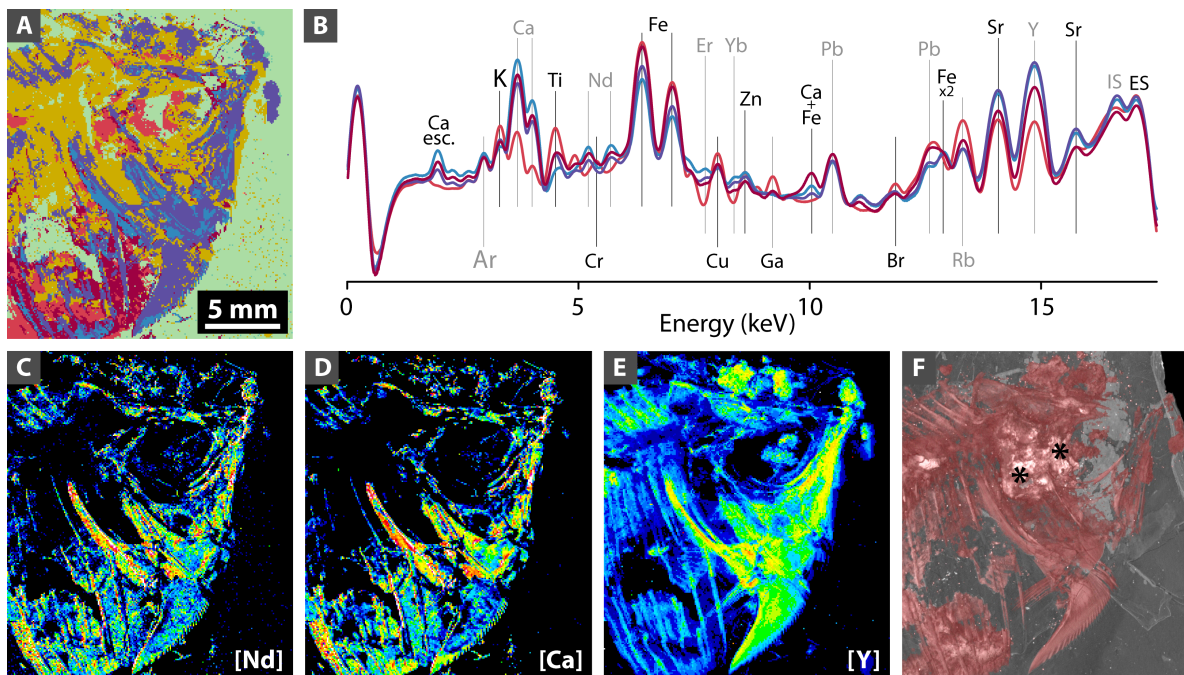 A
5 mm
B
Ca
esc.
K
Ca
Ti
Nd
Fe
Er
Yb
Zn
Ca
+
Fe
Pb
Pb
Fe
x2
Sr
Y
Sr
IS
ES
Ar
Cr
Cu
Ga
Br
Rb
0
5
10
15
Energy (keV)
C
[Nd]
D
[Ca]
E
[Y]
F
*
*